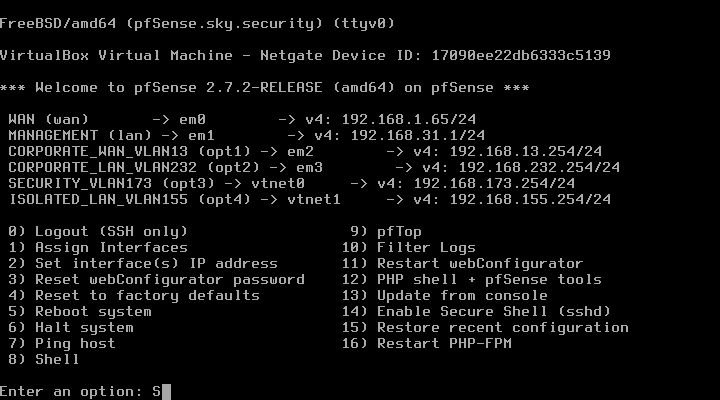 FreeBSD/amd64 (pfSense.sky.security) (ttyv0)
VirtualBox Virtual Machine - Netgate Device ID: 17090ee22db6333c5139
*** Welcome to pfSense 2.7.2-RELEASE (amd64) on pfSense ***
WAN (wan) -> em0 -> v4: 192.168.1.65/24
MANAGEMENT (lan) -> em1 -> v4: 192.168.31.1/24
CORPORATE_WAN_VLAN13 (opt1) -> em2 -> v4: 192.168.13.254/24
CORPORATE_LAN_VLAN232 (opt2) -> em3 -> v4: 192.168.232.254/24
SECURITY_VLAN173 (opt3) -> vtnet0 -> v4: 192.168.173.254/24
ISOLATED_LAN_VLAN155 (opt4) -> vtnet1 -> v4: 192.168.155.254/24
0) Logout (SSH only) 9) pfTop
1) Assign Interfaces 10) Filter Logs
2) Set interface(s) IP address 11) Restart webConfigurator
3) Reset webConfigurator password 12) PHP shell + pfSense tools
4) Reset to factory defaults 13) Update from console
5) Reboot system 14) Enable Secure Shell (sshd)
6) Halt system 15) Restore recent configuration
7) Ping host 16) Restart PHP-FPM
8) Shell
Enter an option: S